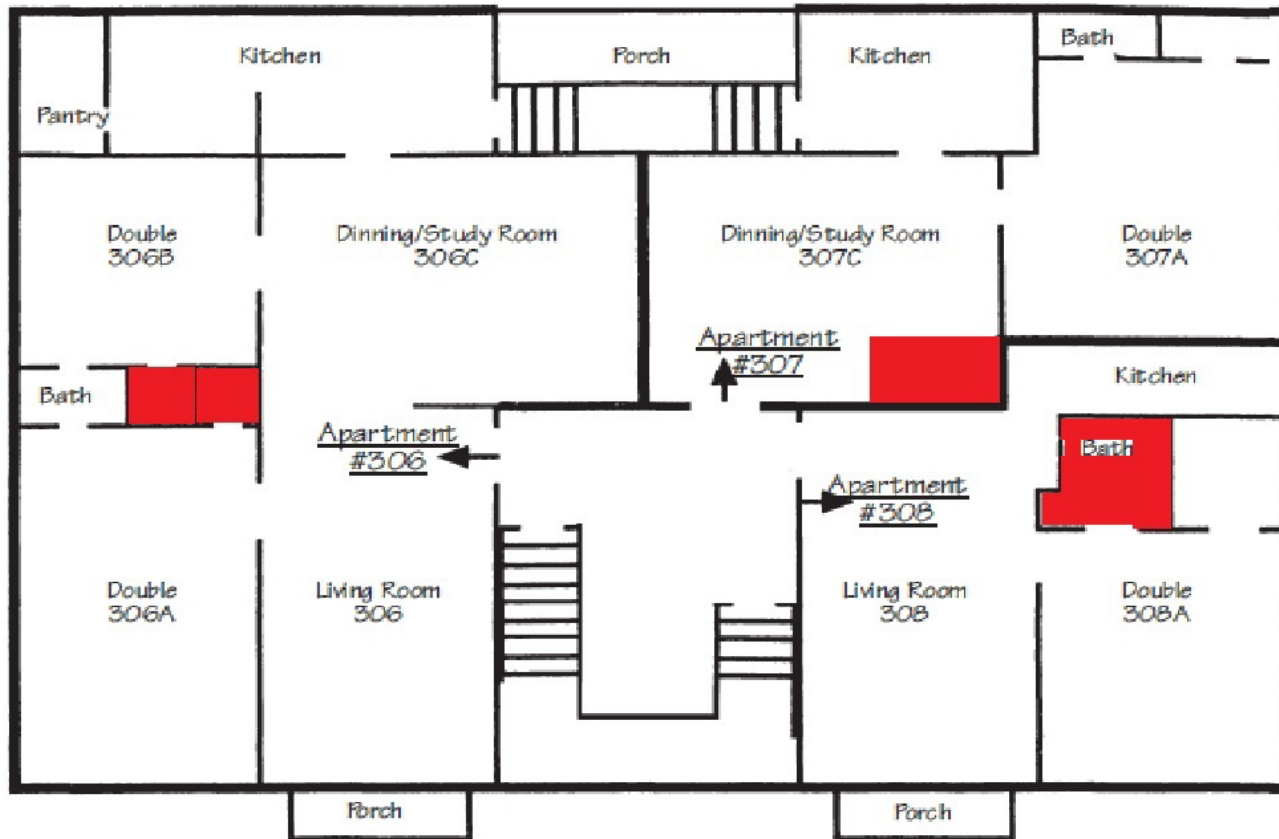 Bath
Kitchen
Porch
Kitchen
Pantry
Double
306B
Dinning/Study Room
306C
Dinning/Study Room
307C
Double
307A
Apartment
#307
Kitchen
Bath
Apartment
#306
Bath
Apartment
#308
Double
306A
Living Room
306
Living Room
308
Double
308A
Porch
Porch